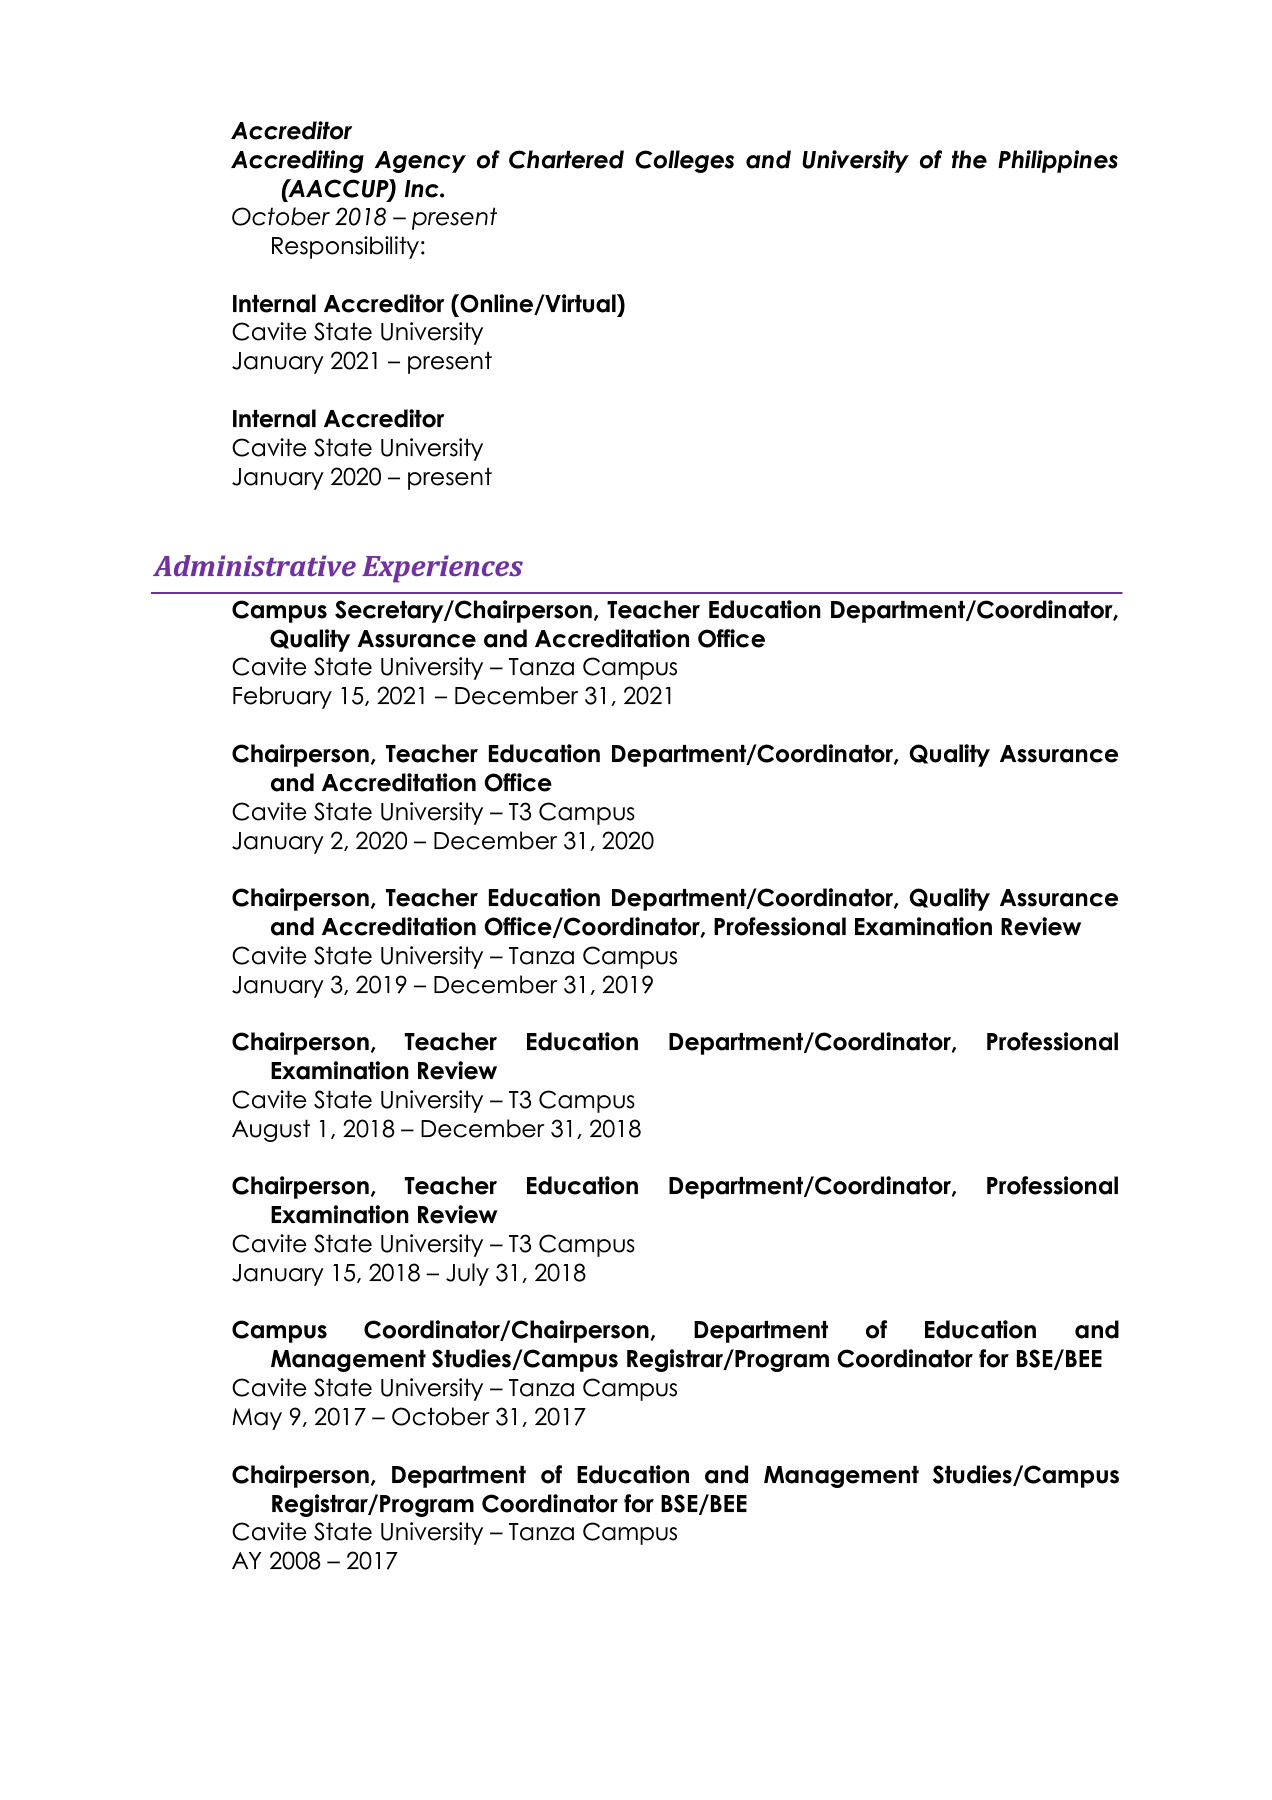 Accreditor
Accrediting Agency of Chartered Colleges and University of the Philippines
(AACCUP) Inc.
October 2018 – present
Responsibility:
Internal Accreditor (Online/Virtual)
Cavite State University
January 2021 – present
Internal Accreditor
Cavite State University
January 2020 – present
Administrative Experiences
Campus Secretary/Chairperson, Teacher Education Department/Coordinator,
Quality Assurance and Accreditation Office
Cavite State University – Tanza Campus
February 15, 2021 – December 31, 2021
Chairperson, Teacher Education Department/Coordinator, Quality Assurance
and Accreditation Office
Cavite State University – T3 Campus
January 2, 2020 – December 31, 2020
Chairperson, Teacher Education Department/Coordinator, Quality Assurance
and Accreditation Office/Coordinator, Professional Examination Review
Cavite State University – Tanza Campus
January 3, 2019 – December 31, 2019
Chairperson, Teacher Education Department/Coordinator, Professional
Examination Review
Cavite State University – T3 Campus
August 1, 2018 – December 31, 2018
Chairperson, Teacher Education Department/Coordinator, Professional
Examination Review
Cavite State University – T3 Campus
January 15, 2018 – July 31, 2018
Campus Coordinator/Chairperson, Department of Education and
Management Studies/Campus Registrar/Program Coordinator for BSE/BEE
Cavite State University – Tanza Campus
May 9, 2017 – October 31, 2017
Chairperson, Department of Education and Management Studies/Campus
Registrar/Program Coordinator for BSE/BEE
Cavite State University – Tanza Campus
AY 2008 – 2017